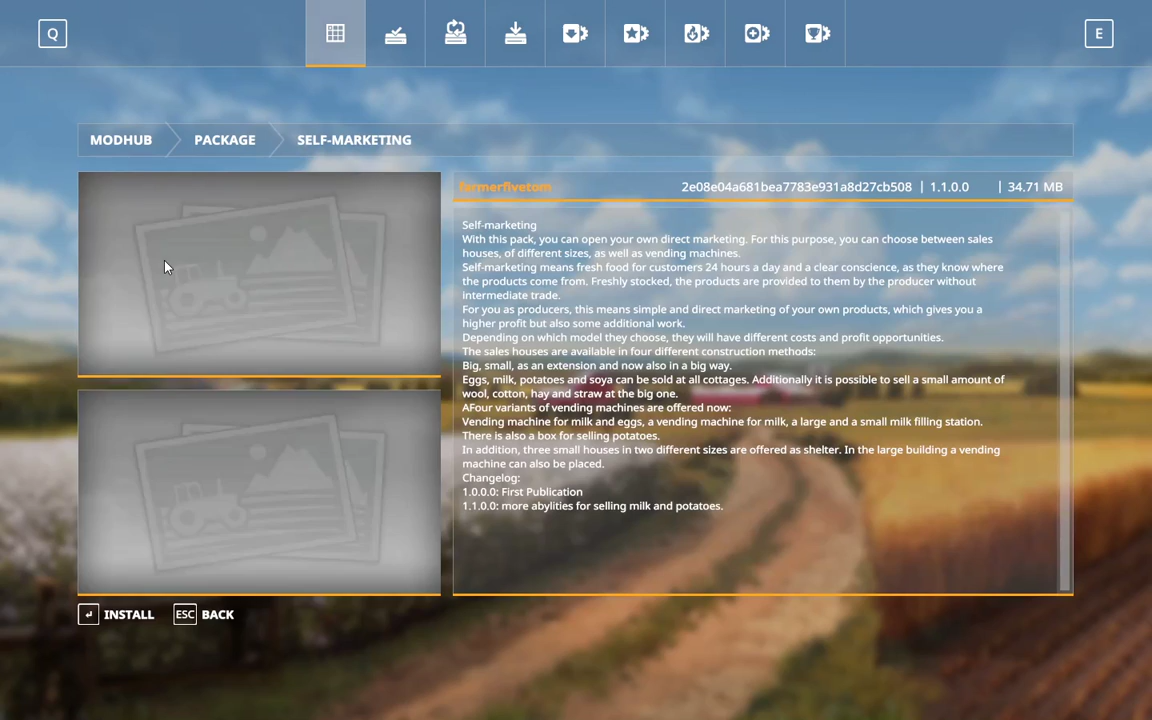 Q
E
MODHUB
PACKAGE
SELF-MARKETING
farmerfivetom
2e08e04a681bea7783e931a8d27cb508 | 1.1.0.0 | 34.71 MB
Self-marketing
With this pack, you can open your own direct marketing. For this purpose, you can choose between sales
houses, of different sizes, as well as vending machines.
Self-marketing means fresh food for customers 24 hours a day and a clear conscience, as they know where
the products come from. Freshly stocked, the products are provided to them by the producer without
intermediate trade.
For you as producers, this means simple and direct marketing of your own products, which gives you a
higher profit but also some additional work.
Depending on which model they choose, they will have different costs and profit opportunities.
The sales houses are available in four different construction methods:
Big, small, as an extension and now also in a big way.
Eggs, milk, potatoes and soya can be sold at all cottages. Additionally it is possible to sell a small amount of
wool, cotton, hay and straw at the big one.
AFour variants of vending machines are offered now:
Vending machine for milk and eggs, a vending machine for milk, a large and a small milk filling station.
There is also a box for selling potatoes.
In addition, three small houses in two different sizes are offered as shelter. In the large building a vending
machine can also be placed.
Changelog:
1.0.0.0: First Publication
1.1.0.0: more abylities for selling milk and potatoes.
INSTALL
ESC BACK